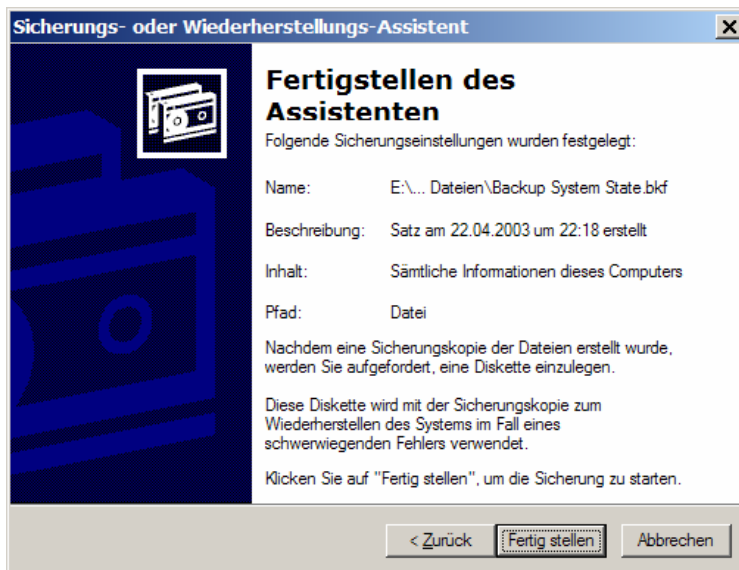 Sicherungs- oder Wiederherstellungs-Assistent
Fertigstellen des
Assistenten
Folgende Sicherungseinstellungen wurden festgelegt:
Name: E:\... Dateien\Backup System State.bkf
Beschreibung: Satz am 22.04.2003 um 22:18 erstellt
Inhalt: Sämtliche Informationen dieses Computers
Pfad: Datei
Nachdem eine Sicherungskopie der Dateien erstellt wurde,
werden Sie aufgefordert, eine Diskette einzulegen.
Diese Diskette wird mit der Sicherungskopie zum
Wiederherstellen des Systems im Fall eines
schwerwiegenden Fehlers verwendet.
Klicken Sie auf "Fertig stellen", um die Sicherung zu starten.
< Zurück Fertig stellen Abbrechen